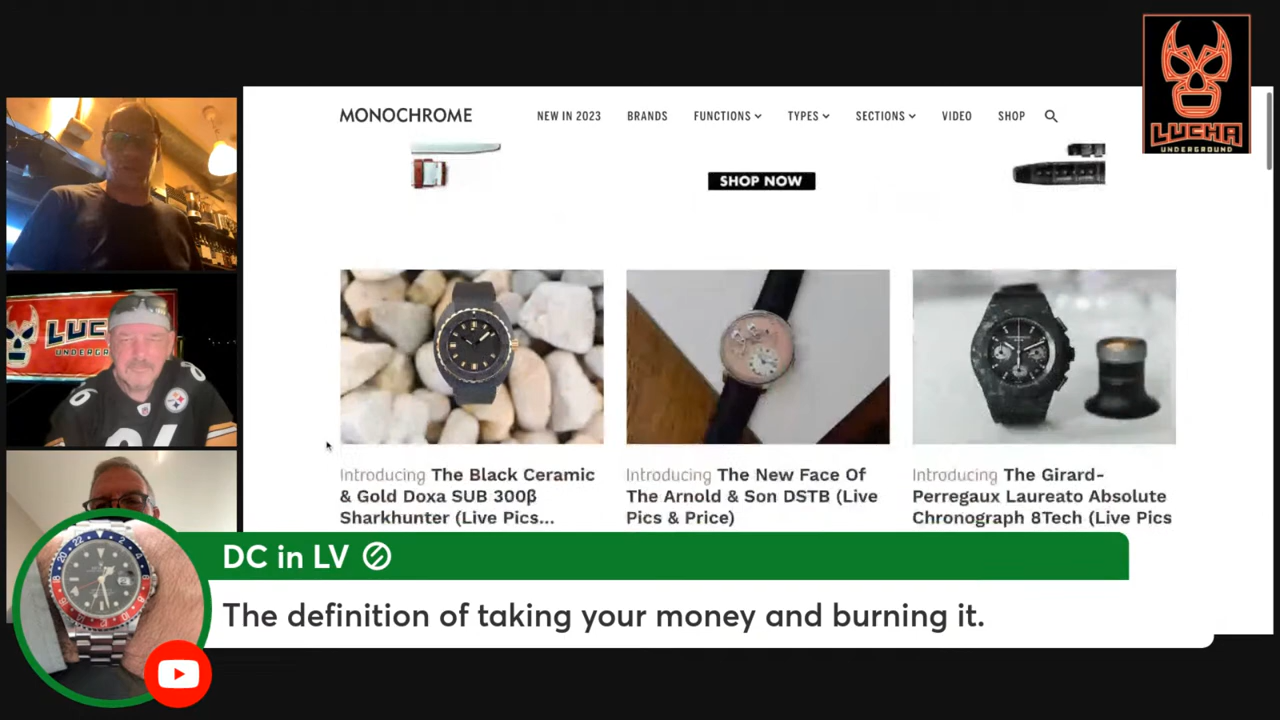 MONOCHROME
NEW IN 2023 BRANDS FUNCTIONS TYPES SECTIONS VIDEO SHOP
LUCHA
UNDERGROUND
SHOP NOW
LUC
UNDERGR
Introducing The Black Ceramic
& Gold Doxa SUB 300β
Sharkhunter (Live Pics...
Introducing The New Face Of
The Arnold & Son DSTB (Live
Pics & Price)
Introducing The Girard-
Perregaux Laureato Absolute
Chronograph 8Tech (Live Pics
DC in LV
The definition of taking your money and burning it.